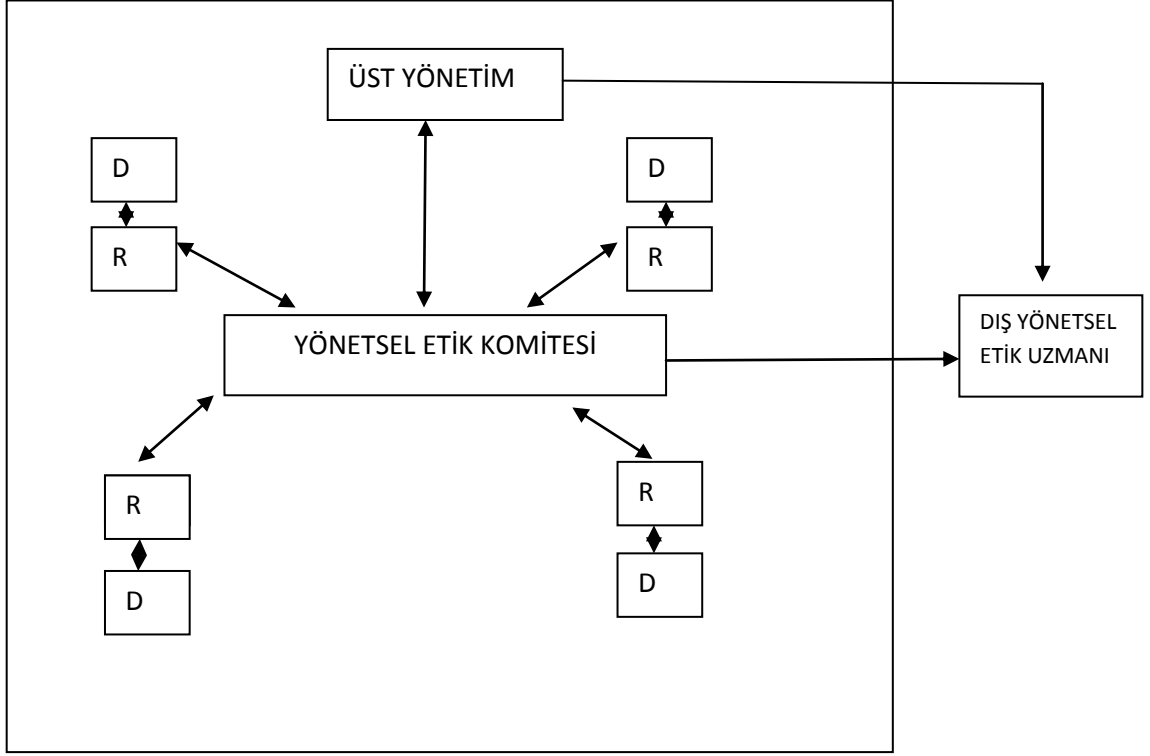 ÜST YÖNETİM
D
D
R
R
YÖNETSEL ETİK KOMİTESİ
DIŞ YÖNETSEL
ETİK UZMANI
R
R
D
D